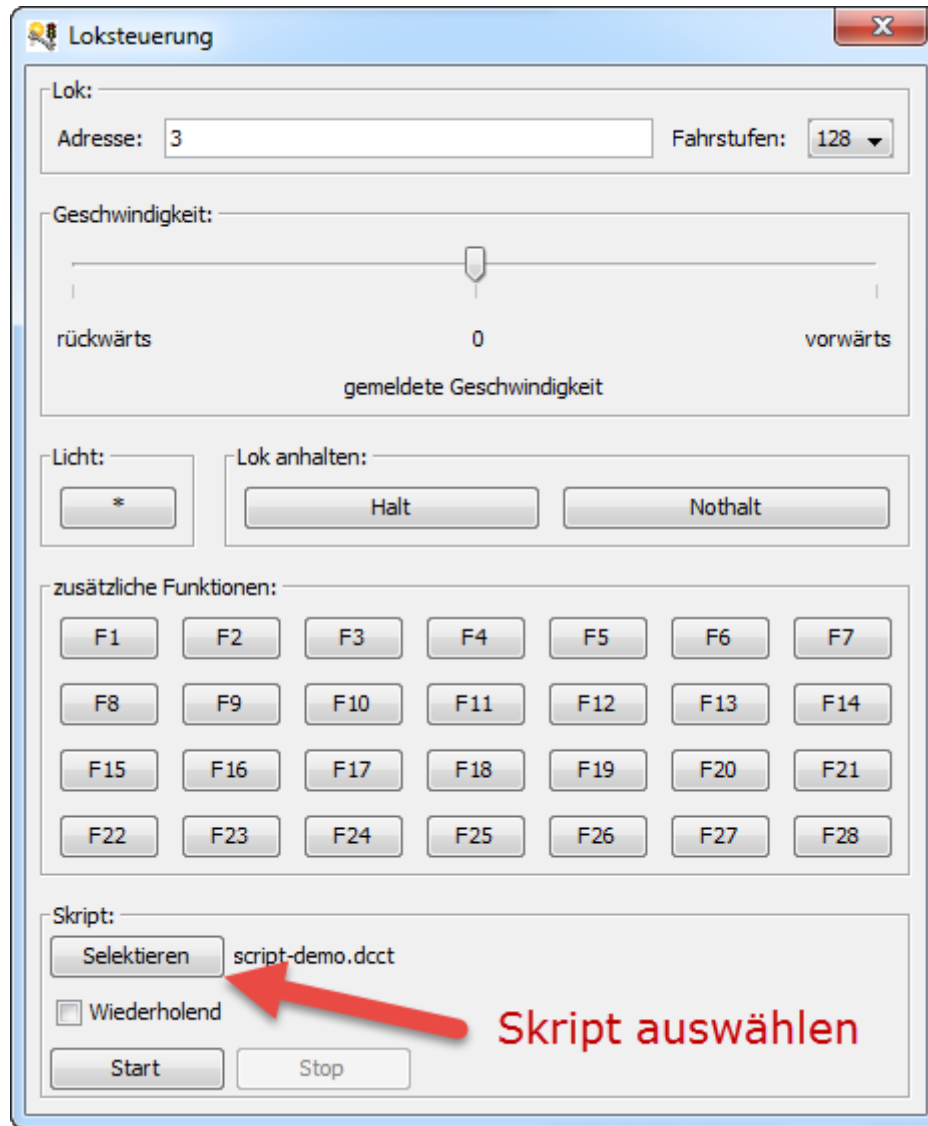 Loksteuerung
Lok:
Adresse: 3 Fahrstufen: 128
Geschwindigkeit:
rückwärts 0 vorwärts
gemeldete Geschwindigkeit
Licht: Lok anhalten:
* Halt Nothalt
zusätzliche Funktionen:
F1 F2 F3 F4 F5 F6 F7
F8 F9 F10 F11 F12 F13 F14
F15 F16 F17 F18 F19 F20 F21
F22 F23 F24 F25 F26 F27 F28
Skript:
Selektieren script-demo.dcct
Wiederholend
Skript auswählen
Start Stop